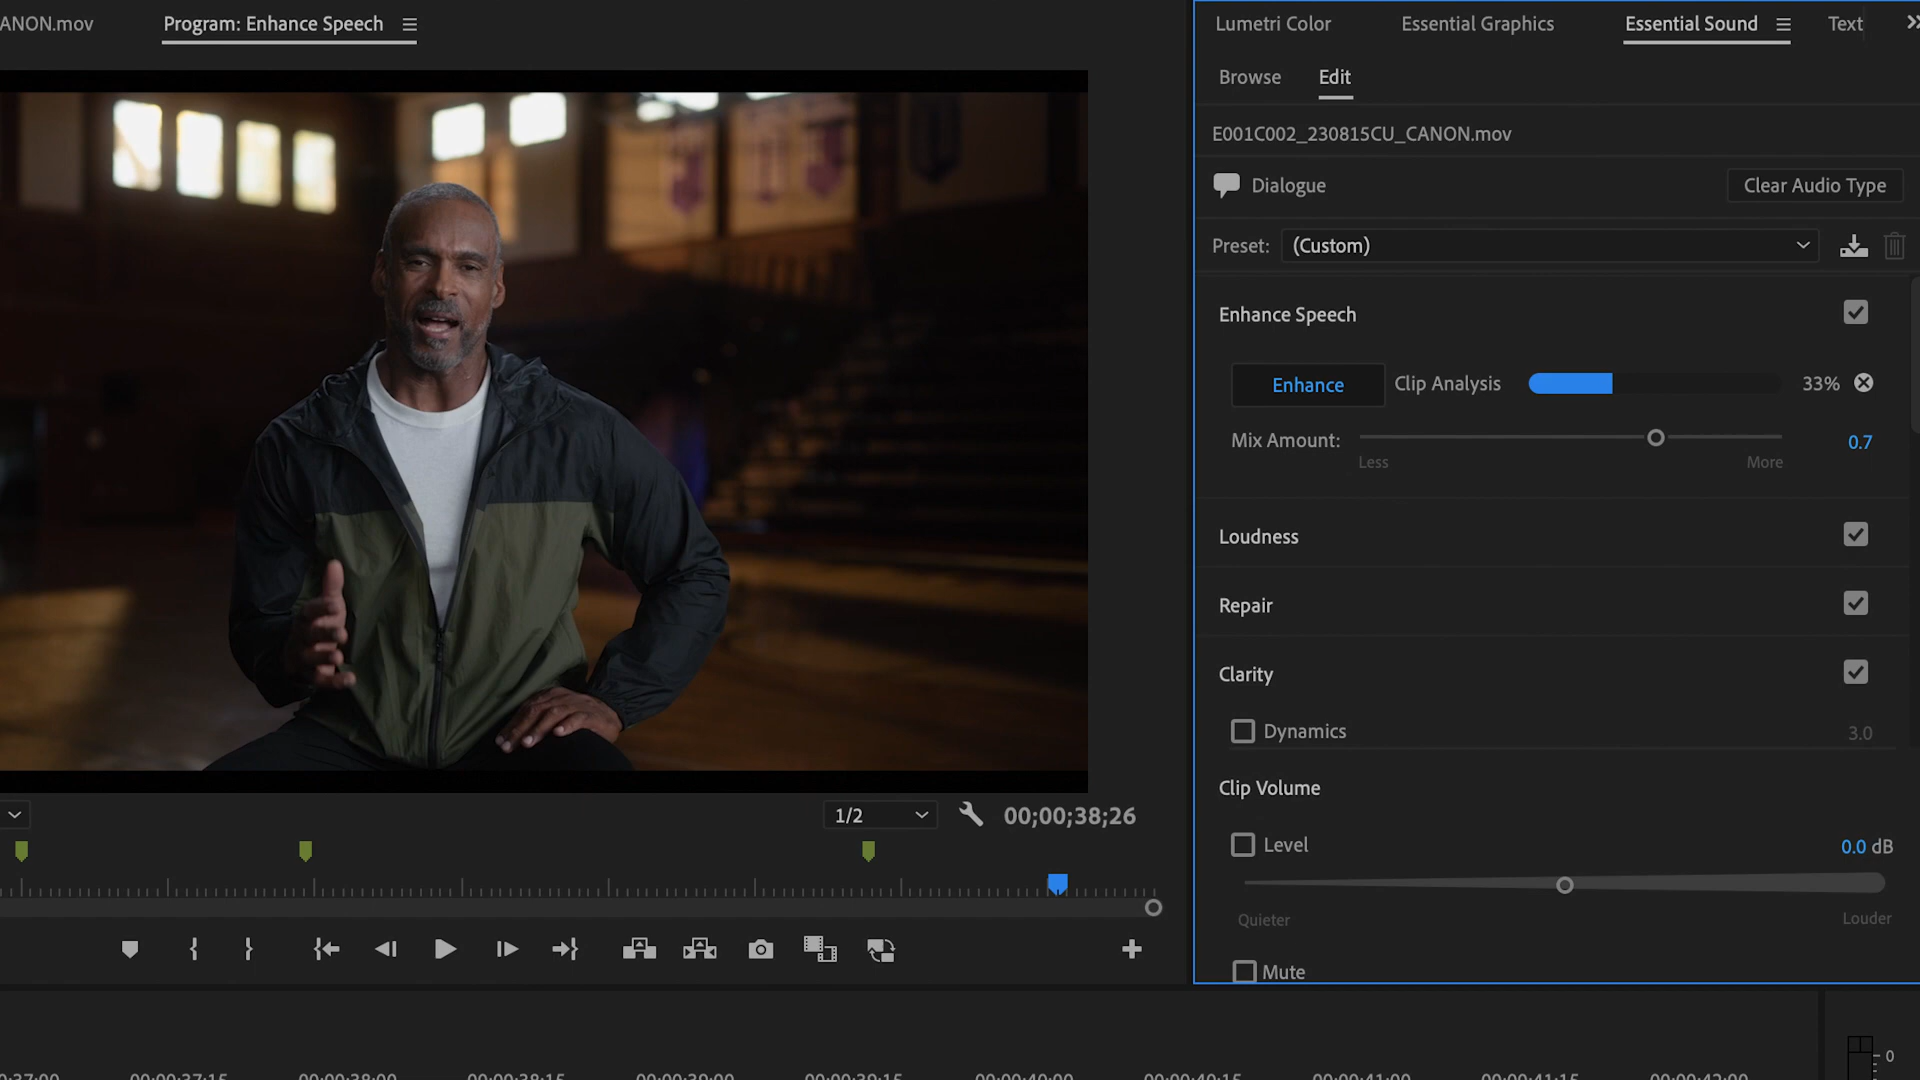 ANON.mov
Program: Enhance Speech
Lumetri Color
Essential Graphics
Essential Sound
Text
Browse
Edit
E001C002_230815CU_CANON.mov
Dialogue
Clear Audio Type
Preset:
(Custom)
Enhance Speech
Enhance
Clip Analysis
33%
Mix Amount:
0.7
Less
More
Loudness
Repair
Clarity
Dynamics
3.0
Clip Volume
1/2
00;00;38;26
Level
0.0 dB
Quieter
Louder
Mute
0
:37:00
00:00:37:15
00:00:38:00
00:00:38:15
00:00:39:00
00:00:39:15
00:00:40:00
00:00:40:15
00:00:41:00
00:00:41:15
00:00:42:00